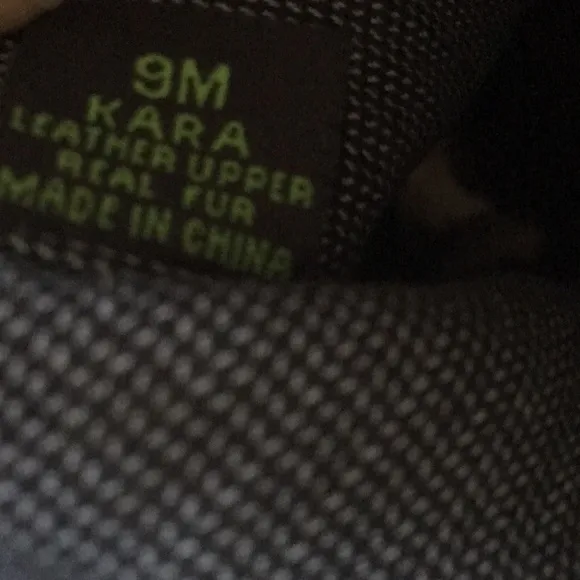 9M
KARA
LEATHER UPPER
REAL FUR
MADE IN CHINA